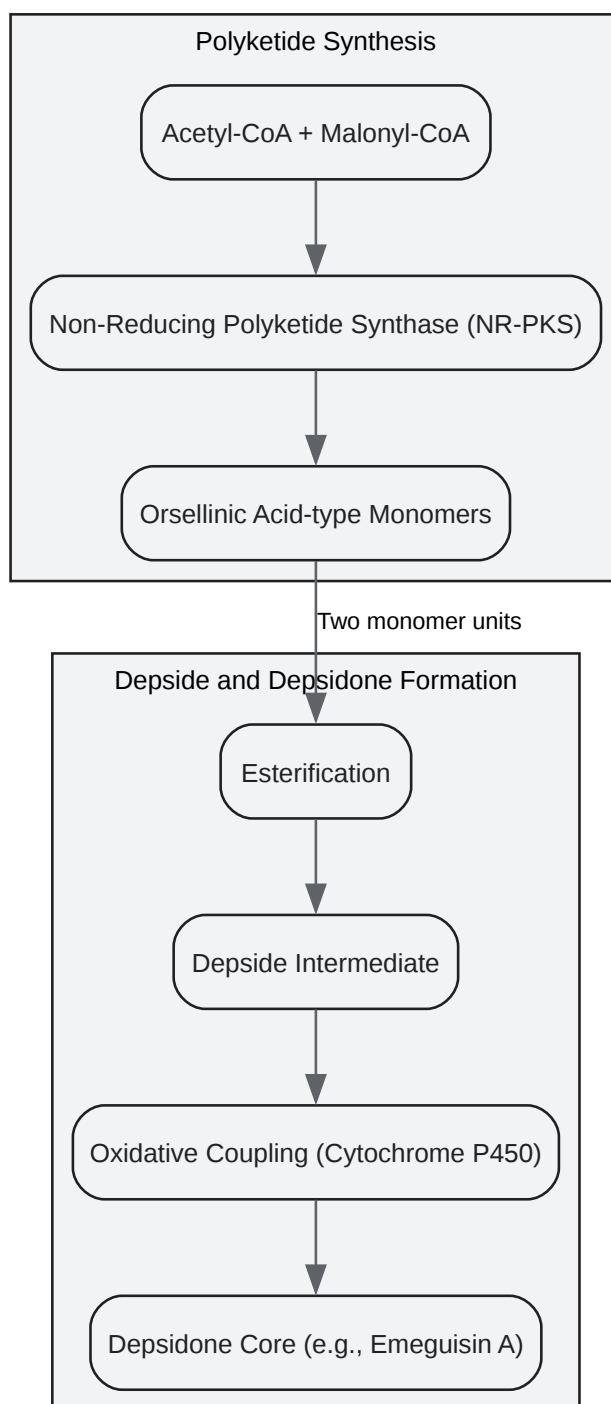 Polyketide Synthesis
Acetyl-CoA + Malonyl-CoA
Non-Reducing Polyketide Synthase (NR-PKS)
Orsellinic Acid-type Monomers
Two monomer units
Depside and Depsidone Formation
Esterification
Depside Intermediate
Oxidative Coupling (Cytochrome P450)
Depsidone Core (e.g., Emeguisin A)